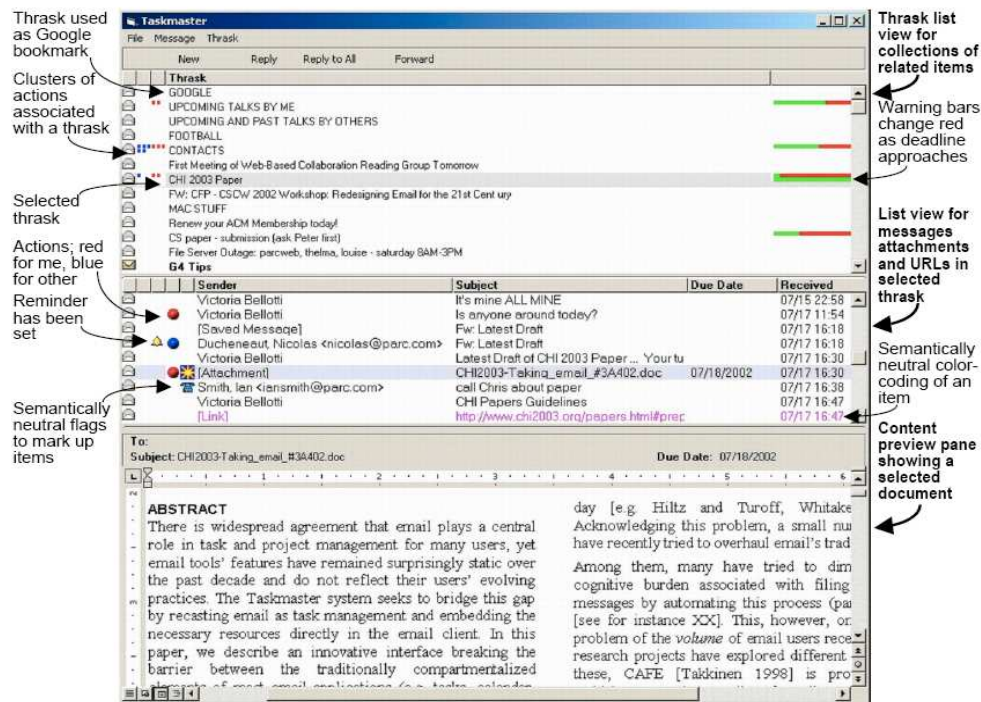 Thrask used
as Google
bookmark
Clusters of
actions
associated
with a thrask
Selected
thrask
Actions; red
for me, blue
for other
Reminder
has been
set
Semantically
neutral flags
to mark up
items
Taskmaster
File Message Thrask
New Reply Reply to All Forward
Thrask
GOOGLE
UPCOMING TALKS BY ME
UPCOMING AND PAST TALKS BY OTHERS
FOOTBALL
CONTACTS
First Meeting of Web-Based Collaboration Reading Group Tomorrow
CHI 2003 Paper
FW: CFP - CSCW 2002 Workshop: Redesigning Email for the 21st Century
MAC STUFF
Renew your ACM Membership today!
CS paper - submission (ask Peter first)
File Server Outage: parcweb, thelma, louise - saturday 8AM-3PM
G4 Tips
Sender Subject Due Date Received
Victoria Bellotti It's mine ALL MINE 07/15 22:58
Victoria Bellotti Is anyone around today? 07/17 11:54
[Saved Message] Fw: Latest Draft 07/17 16:18
Ducheneaut, Nicolas <nicolas@parc.com> Fw: Latest Draft 07/17 16:18
Victoria Bellotti Latest Draft of CHI 2003 Paper ... Your tu 07/17 16:30
[Attachment] CHI2003-Taking_email_#3A402.doc 07/18/2002 07/17 16:30
Smith, Ian <iansmith@parc.com> call Chris about paper 07/17 16:38
Victoria Bellotti CHI Papers Guidelines 07/17 16:47
[Link] http://www.chi2003.org/papers.html#prep 07/17 16:47
To:
Subject: CHI2003-Taking_email_#3A402.doc Due Date: 07/18/2002
1 2 3 4 5 6
ABSTRACT
There is widespread agreement that email plays a central
role in task and project management for many users, yet
email tools' features have remained surprisingly static over
the past decade and do not reflect their users' evolving
practices. The Taskmaster system seeks to bridge this gap
by recasting email as task management and embedding the
necessary resources directly in the email client. In this
paper, we describe an innovative interface breaking the
barrier between the traditionally compartmentalized
elements of most email applications (e.g. tasks, calendar,
day [e.g. Hiltz and Turoff, Whitake
Acknowledging this problem, a small nu
have recently tried to overhaul email's trad
Among them, many have tried to dim
cognitive burden associated with filing
messages by automating this process (pa
[see for instance XX]. This, however, on
problem of the volume of email users rece
research projects have explored different
these, CAFE [Takkinen 1998] is pro
Thrask list
view for
collections of
related items
Warning bars
change red
as deadline
approaches
List view for
messages
attachments
and URLs in
selected
thrask
Semantically
neutral color-
coding of an
item
Content
preview pane
showing a
selected
document